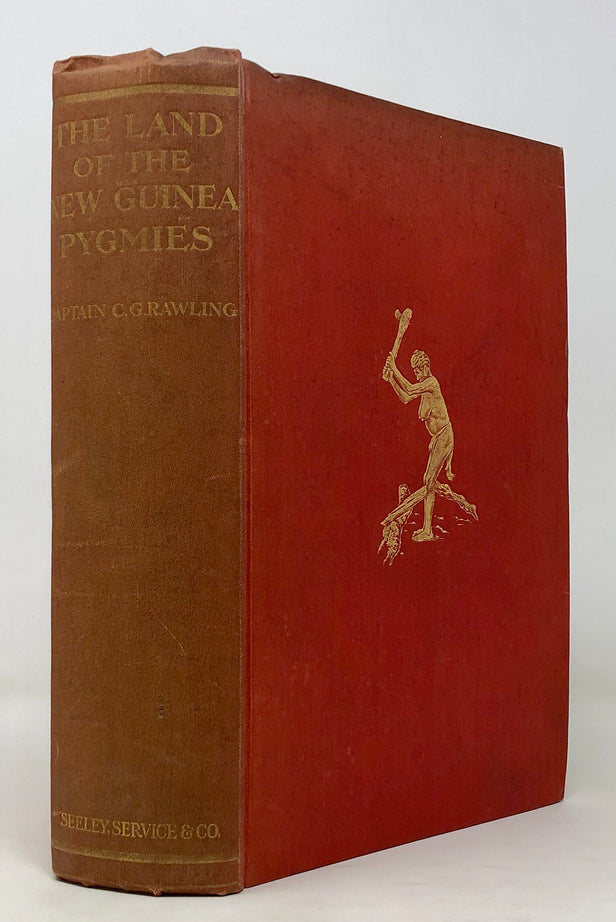 THE LAND
OF THE
NEW GUINEA
PYGMIES
CAPTAIN C.G.RAWLING
SEELEY, SERVICE & CO.